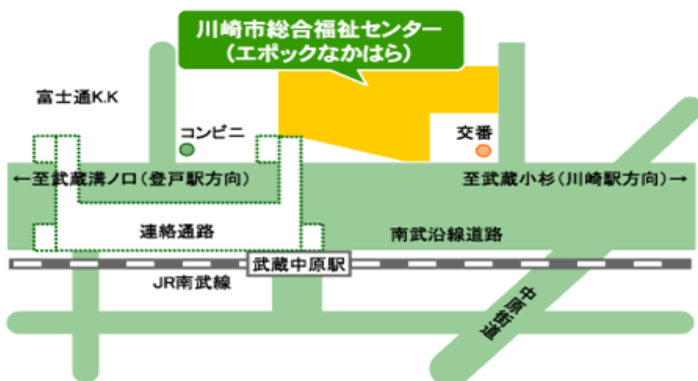 川崎市総合福祉センター
（エポックなかはら）
富士通K.K
コンビニ
交番
←至武蔵溝ノ口（登戸駅方向）
至武蔵小杉（川崎駅方向）→
連絡通路
南武沿線道路
武蔵中原駅
JR南武線
中原街道